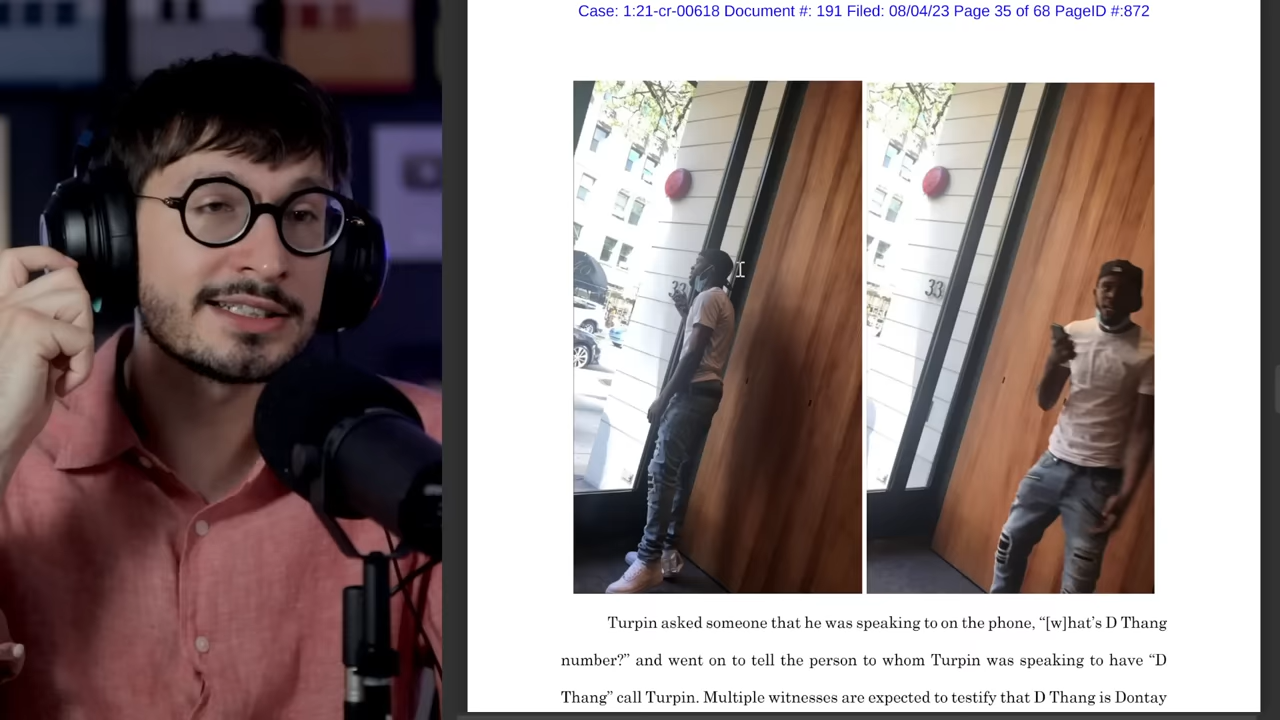 Case: 1:21-cr-00618 Document #: 191 Filed: 08/04/23 Page 35 of 68 PageID #:872
33
33
Turpin asked someone that he was speaking to on the phone, “[w]hat’s D Thang
number?” and went on to tell the person to whom Turpin was speaking to have “D
Thang” call Turpin. Multiple witnesses are expected to testify that D Thang is Dontay